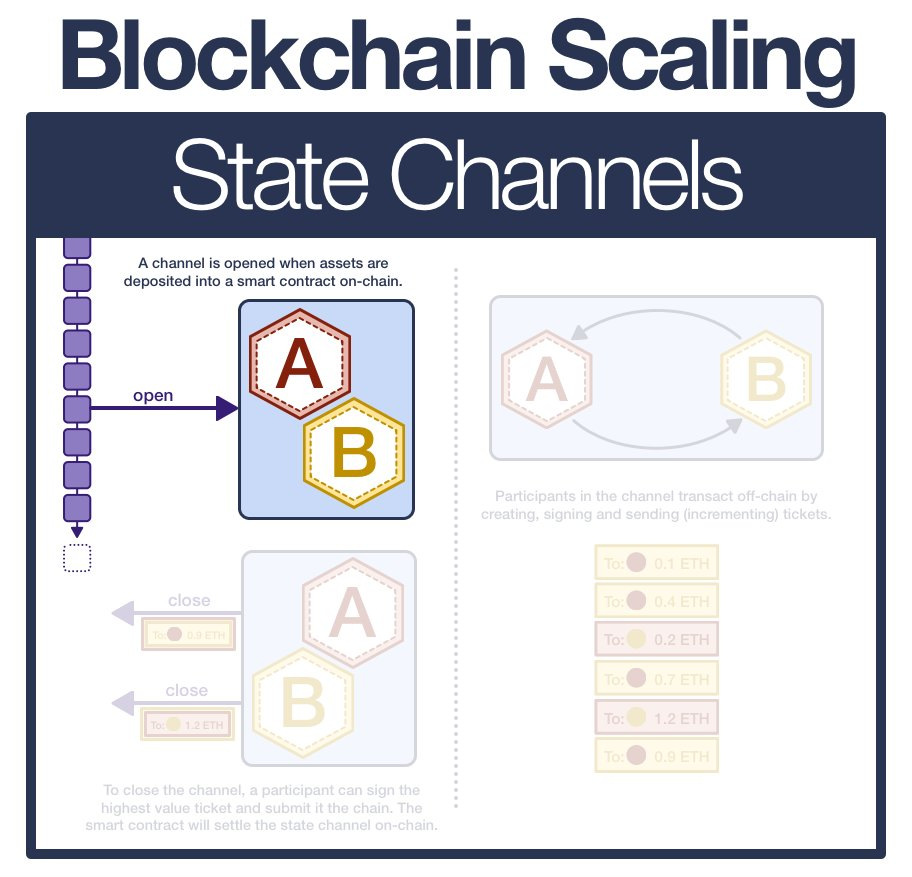 Blockchain Scaling
State Channels
A channel is opened when assets are
deposited into a smart contract on-chain.
open
A
B
A
B
Participants in the channel transact off-chain by
creating, signing and sending (incrementing) tickets.
To: 0.1 ETH
To: 0.4 ETH
To: 0.2 ETH
To: 0.7 ETH
To: 1.2 ETH
To: 0.9 ETH
close
To: 0.9 ETH
close
To: 1.2 ETH
A
B
To close the channel, a participant can sign the
highest value ticket and submit it the chain. The
smart contract will settle the state channel on-chain.